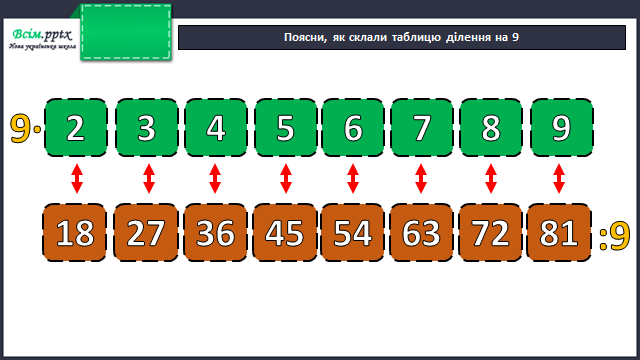 Всім.pptx
Нова українська школа
Поясни, як склали таблицю ділення на 9
9· 2 3 4 5 6 7 8 9
18 27 36 45 54 63 72 81 :9